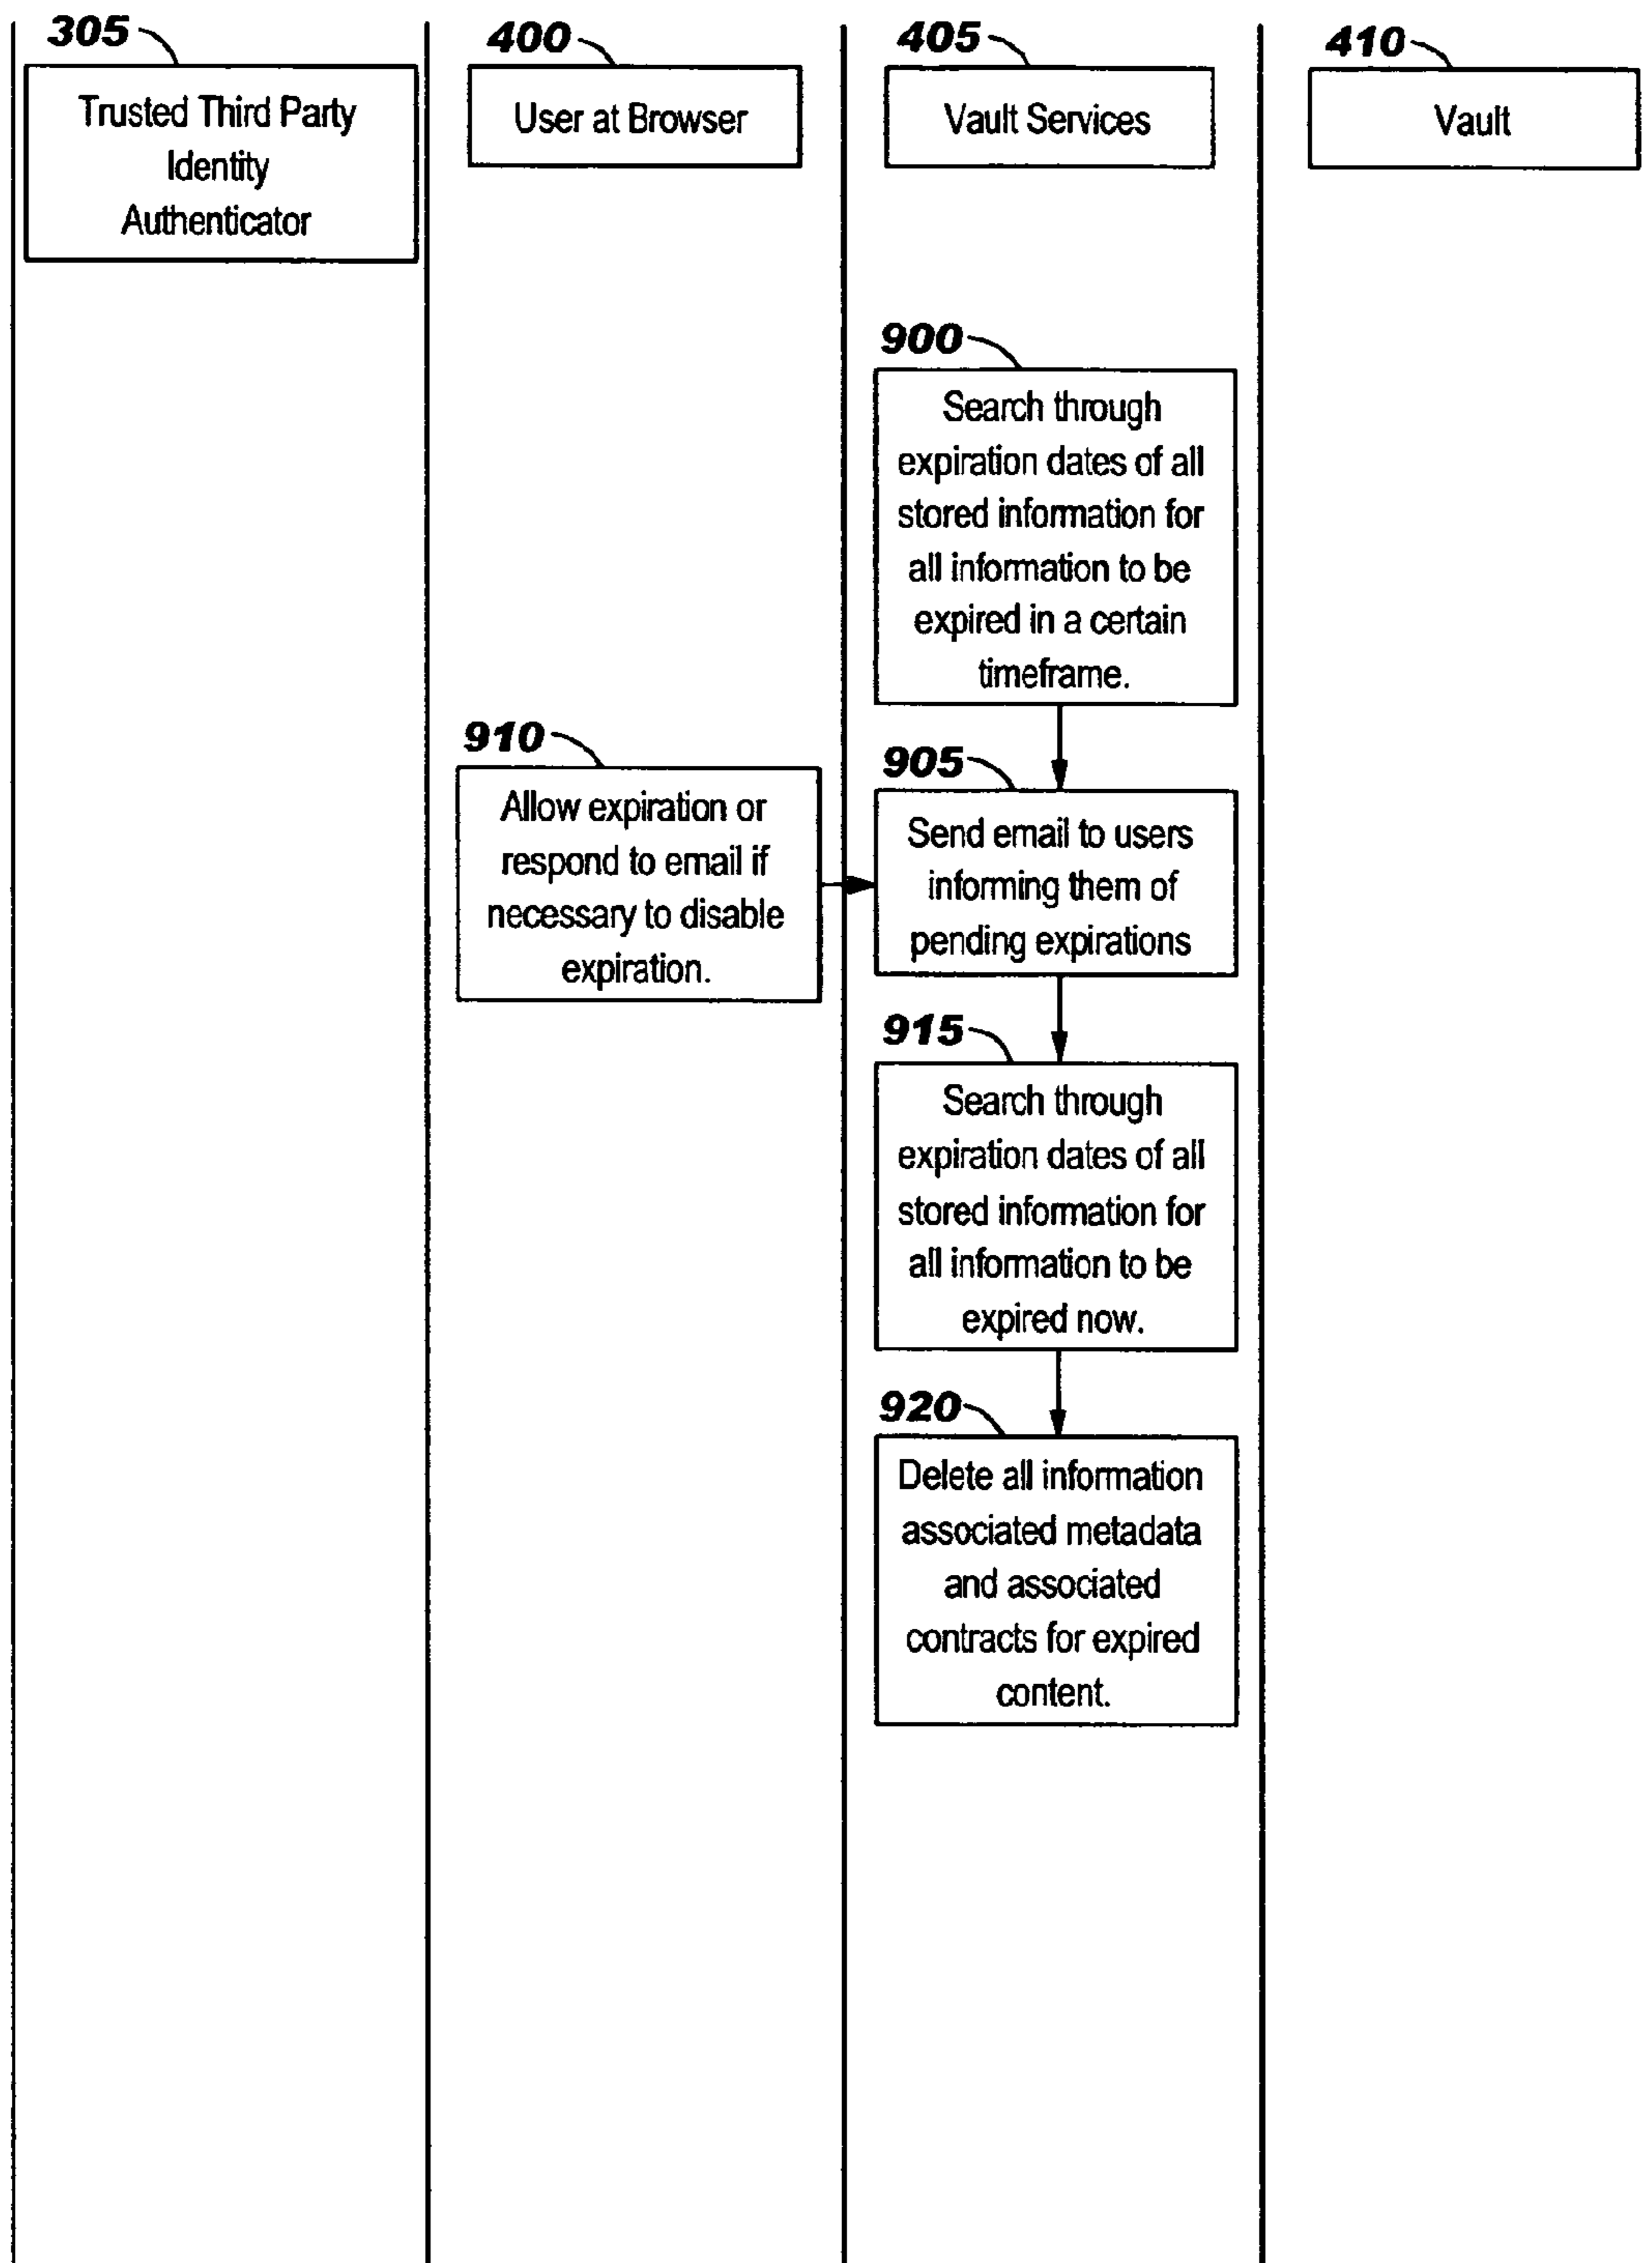 305
Trusted Third Party
Identity
Authenticator
400
User at Browser
405
Vault Services
410
Vault
900
Search through
expiration dates of all
stored information for
all information to be
expired in a certain
timeframe.
910
Allow expiration or
respond to email if
necessary to disable
expiration.
905
Send email to users
informing them of
pending expirations
915
Search through
expiration dates of all
stored information for
all information to be
expired now.
920
Delete all information
associated metadata
and associated
contracts for expired
content.